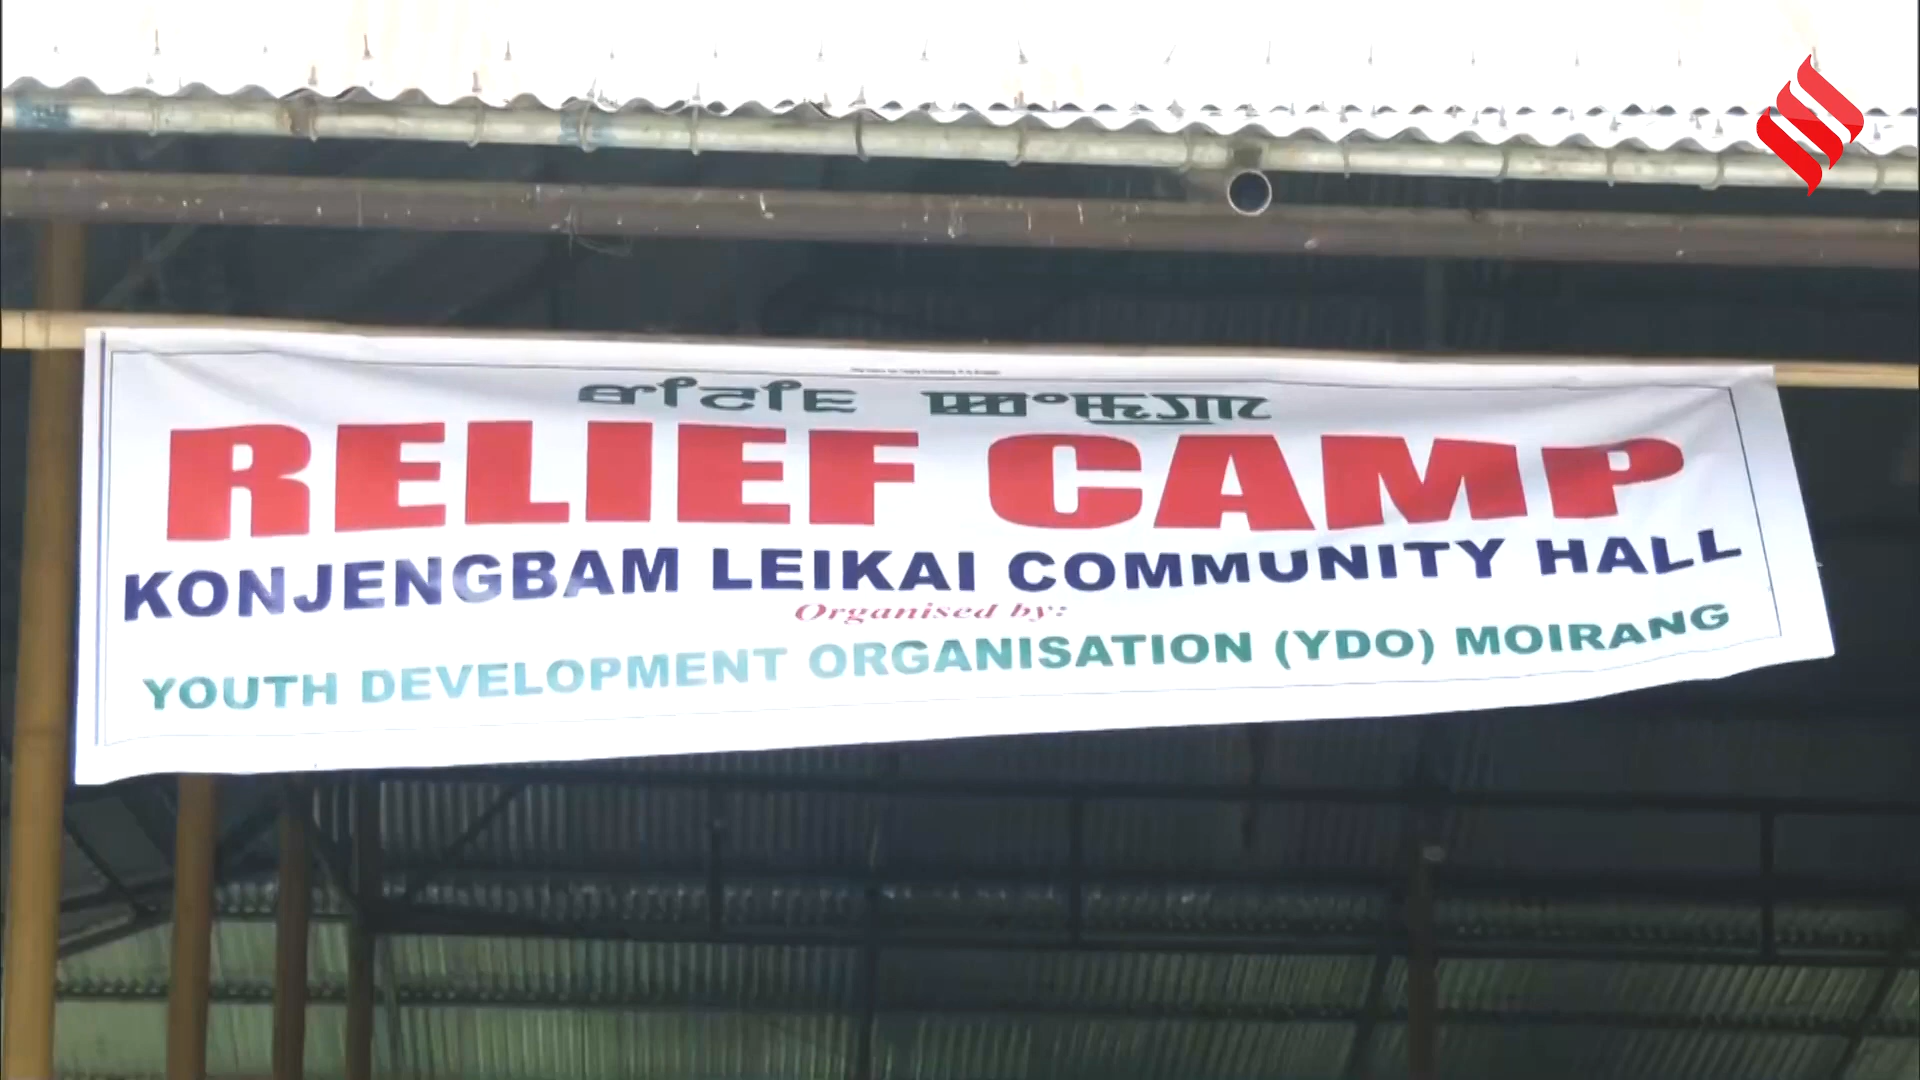 RELIEF CAMP
KONJENGBAM LEIKAI COMMUNITY HALL
Organised by:
YOUTH DEVELOPMENT ORGANISATION (YDO) MOIRANG